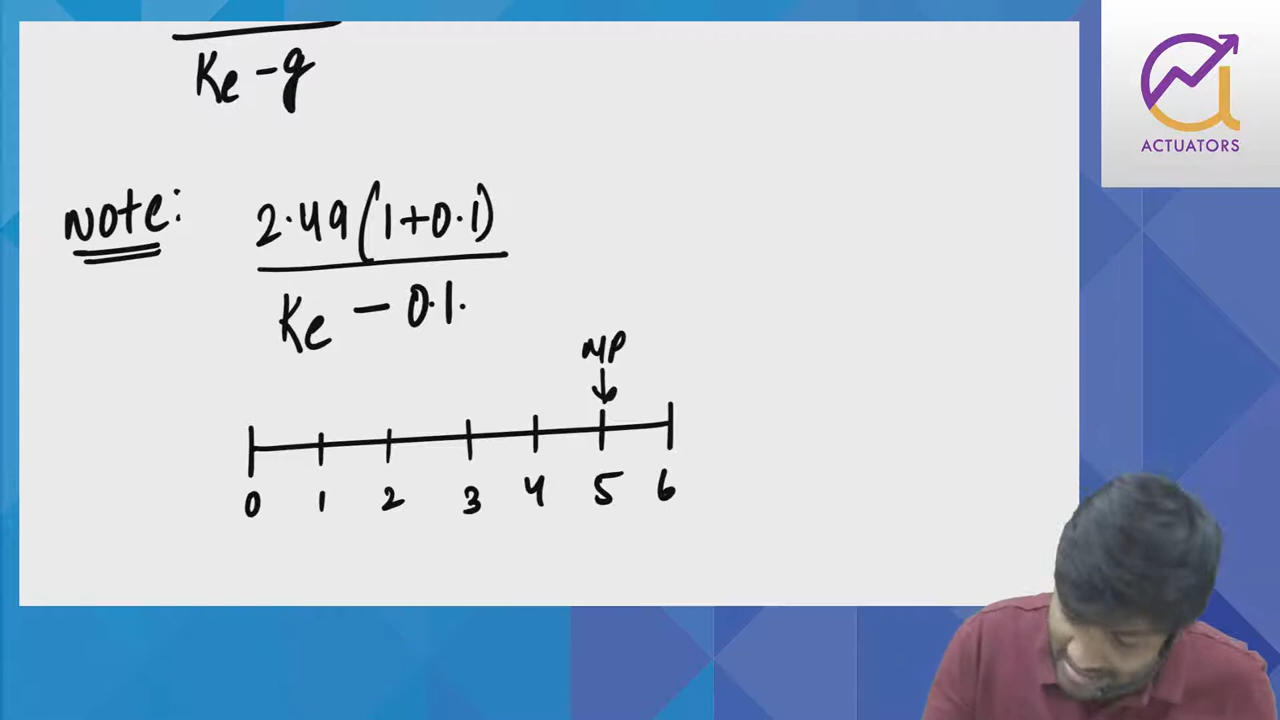 Ke - g
Note:
2.49(1+0.1)
Ke - 0.1.
MP
0 1 2 3 4 5 6
ACTUATORS